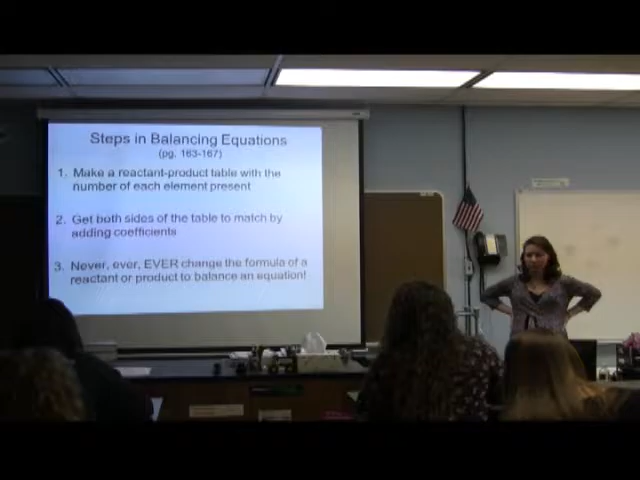 Steps in Balancing Equations
(pg. 163-167)
1. Make a reactant-product table with the
number of each element present
2. Get both sides of the table to match by
adding coefficients
3. Never, ever, EVER change the formula of a
reactant or product to balance an equation!